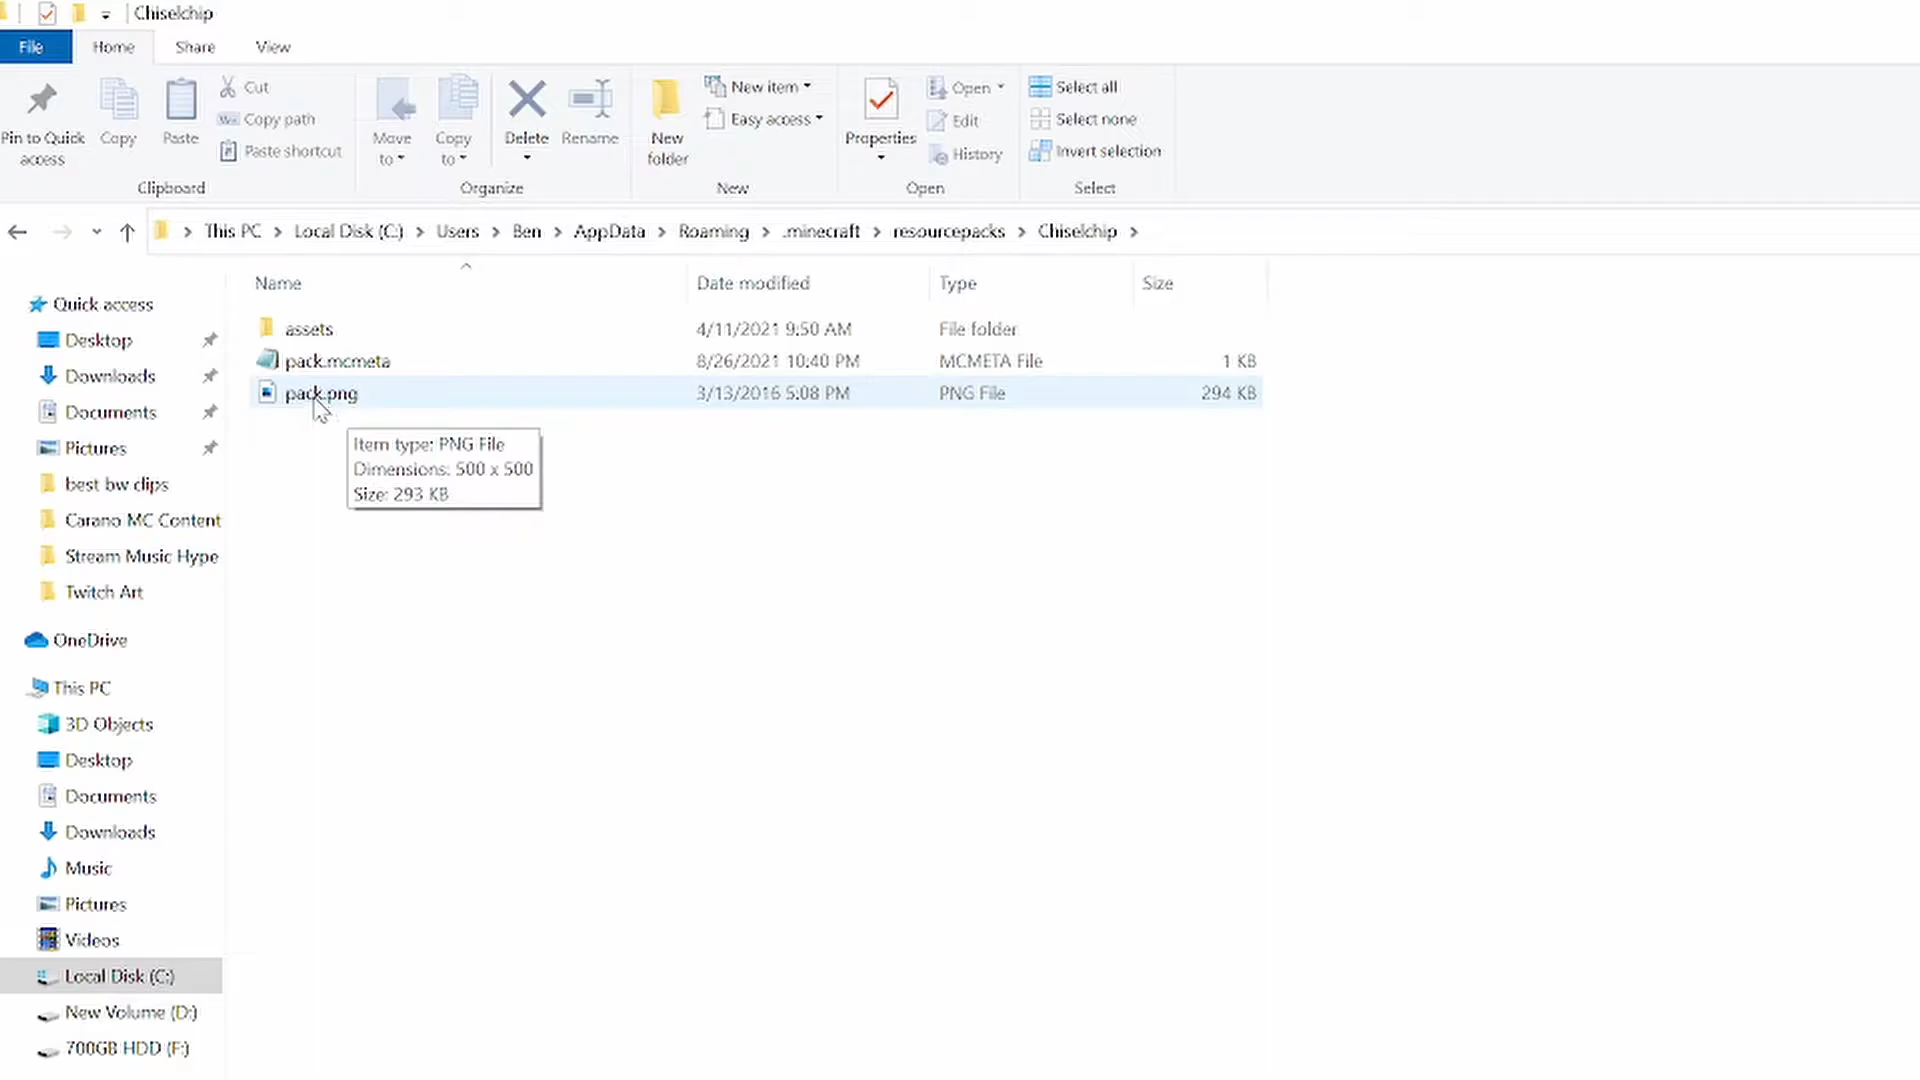 Chiselchip
File Home Share View
Pin to Quick access
Copy
Paste
Cut
Copy path
Paste shortcut
Clipboard
Move to
Copy to
Delete
Rename
Organize
New folder
New item
Easy access
New
Properties
Open
Edit
History
Open
Select all
Select none
Invert selection
Select
This PC > Local Disk (C:) > Users > Ben > AppData > Roaming > .minecraft > resourcepacks > Chiselchip >
Name Date modified Type Size
assets 4/11/2021 9:50 AM File folder
pack.mcmeta 8/26/2021 10:40 PM MCMETA File 1 KB
pack.png 3/13/2016 5:08 PM PNG File 294 KB
Item type: PNG File
Dimensions: 500 x 500
Size: 293 KB
Quick access
Desktop
Downloads
Documents
Pictures
best bw clips
Carano MC Content
Stream Music Hype
Twitch Art
OneDrive
This PC
3D Objects
Desktop
Documents
Downloads
Music
Pictures
Videos
Local Disk (C:)
New Volume (D:)
700GB HDD (F:)